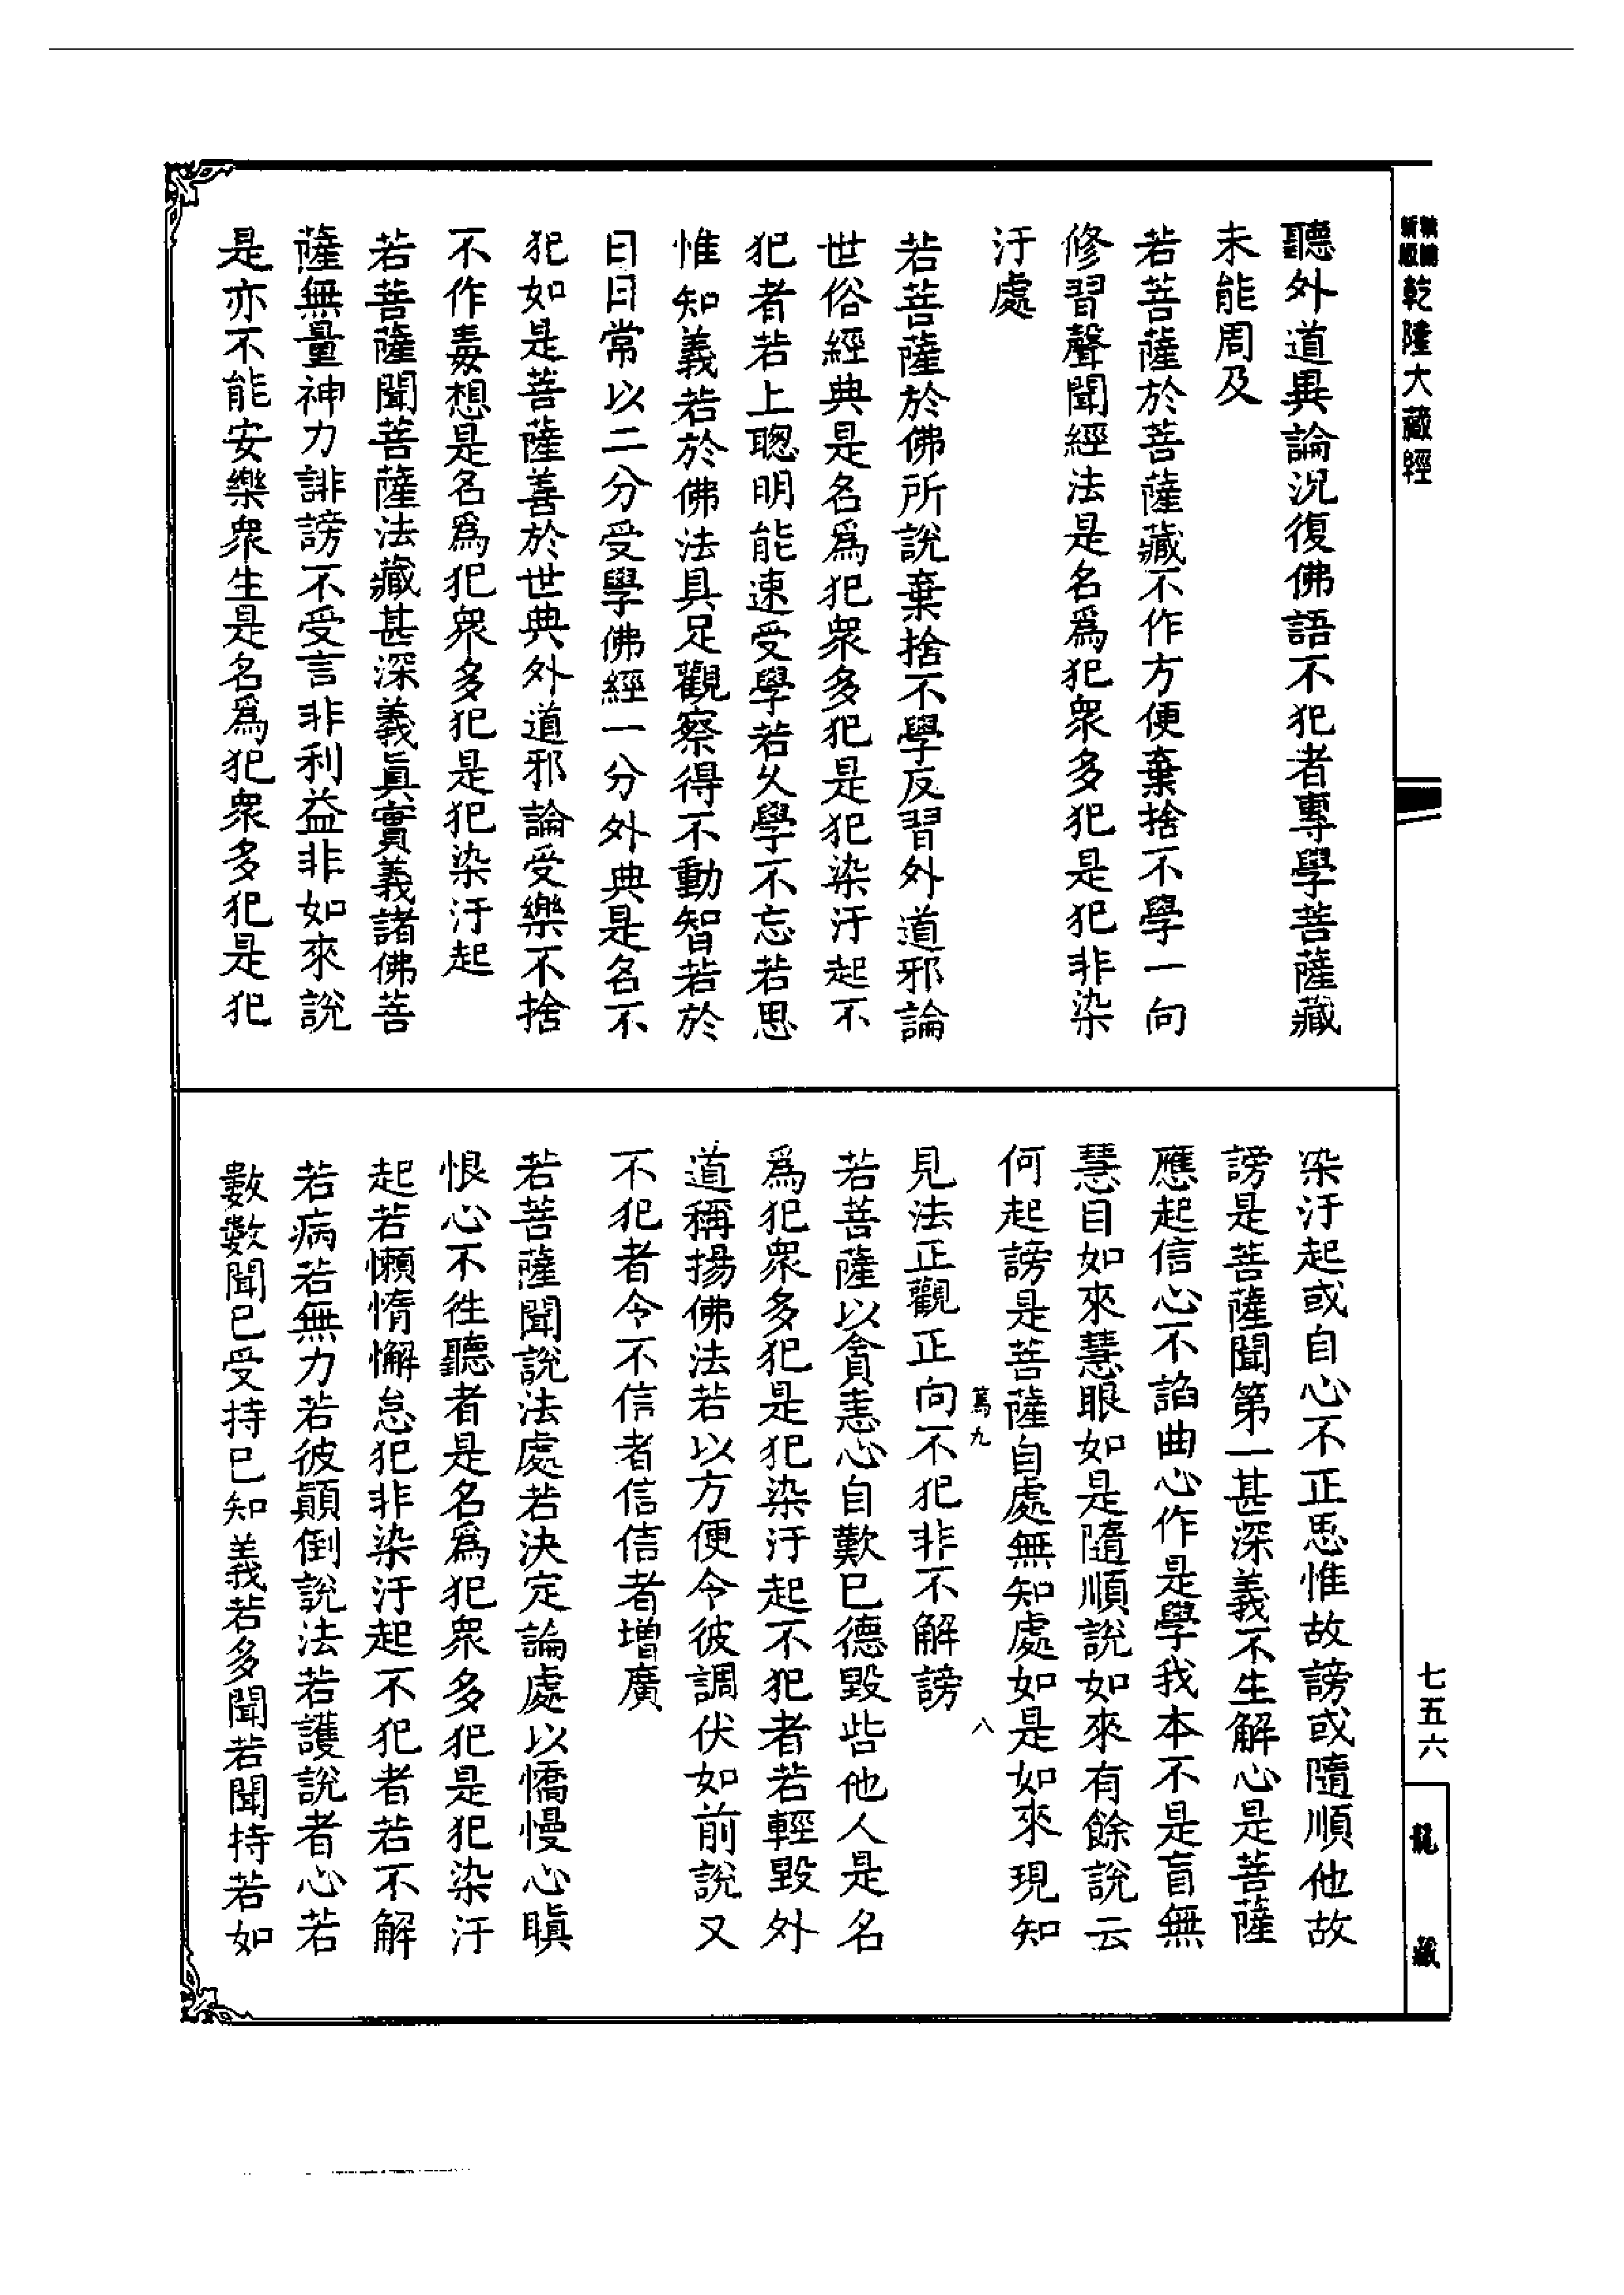 聽外道異論況復佛語不犯者專學菩薩藏
未能周及
若菩薩於菩薩藏不作方便棄捨不學一向
修習聲聞經法是名爲犯衆多犯是犯非染
汙處
若菩薩於佛所說棄捨不學反習外道邪論
世俗經典是名爲犯衆多犯是犯染汙起不
犯者若上聰明能速受學若久學不忘若思
惟知義若於佛法具足觀察得不動智若於
日日常以二分受學佛經一分外典是名不
犯如是菩薩善於世典外道邪論受樂不捨
不作毒想是名爲犯衆多犯是犯染汙起
若菩薩聞菩薩法藏甚深義眞實義諸佛菩
薩無量神力誹謗不受言非利益非如來說
是亦不能安樂衆生是名爲犯衆多犯是犯
染汙起或自心不正思惟故謗或隨順他故
謗是菩薩聞第一甚深義不生解心是菩薩
應起信心不諂曲心作是學我本不是盲無
慧目如來慧眼如是隨順說如來有餘說云
何起謗是菩薩自處無知處如是如來現知
見法正觀正向不犯非不解謗
若菩薩以貪恚心自歎已德毀呰他人是名
爲犯衆多犯是犯染汙起不犯者若輕毀外
道稱揚佛法若以方便令彼調伏如前說又
不犯者令不信者信信者增廣
若菩薩聞說法處若決定論處以憍慢心瞋
恨心不往聽者是名爲犯衆多犯是犯染汙
起若懶惰懈怠犯非染汙起不犯者若不解
若病若無力若彼顚倒說法若護說者心若
數數聞已受持已知義若多聞若聞持若如
乾隆大藏經
七五六
龍藏
萬九
八